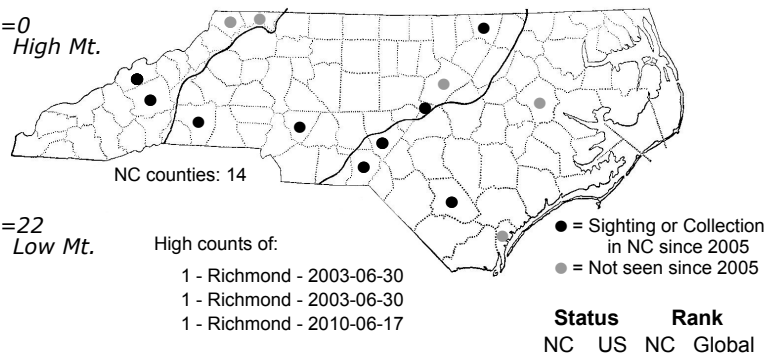 =0
High Mt.
NC counties: 14
=22
Low Mt.
High counts of:
1 - Richmond - 2003-06-30
1 - Richmond - 2003-06-30
1 - Richmond - 2010-06-17
= Sighting or Collection
in NC since 2005
= Not seen since 2005
Status Rank
NC US NC Global